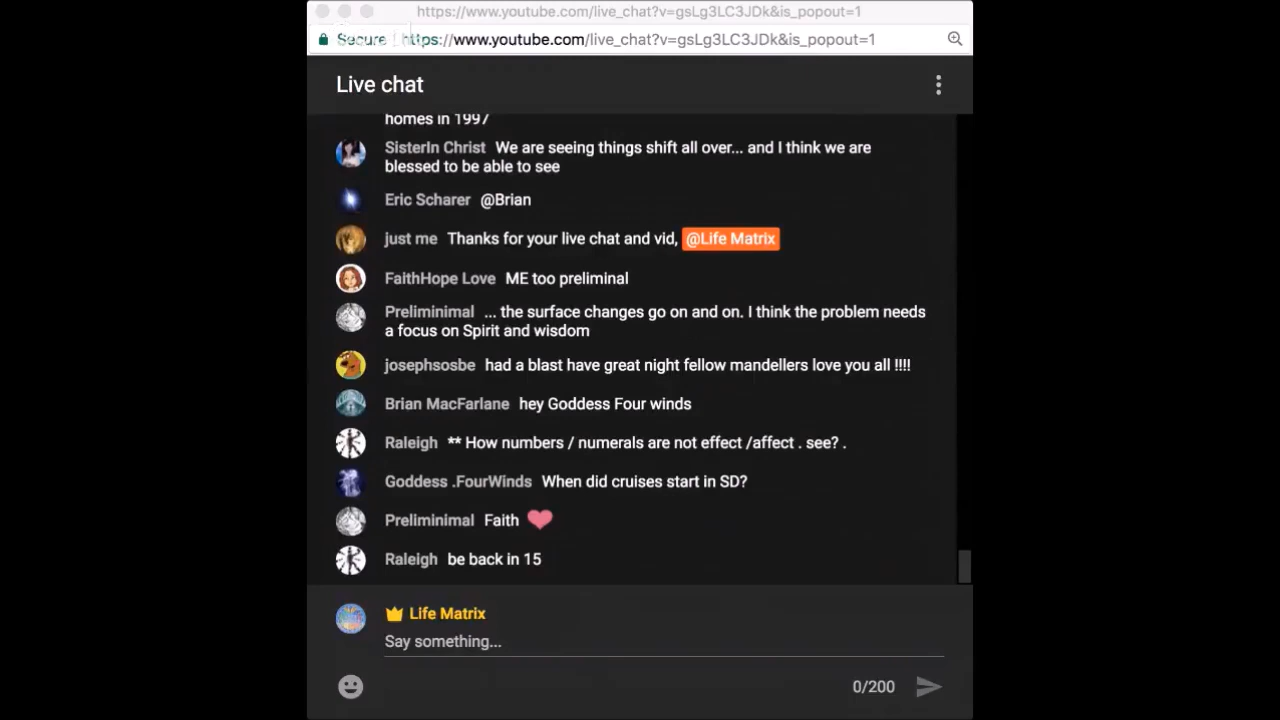 https://www.youtube.com/live_chat?v=gsLg3LC3JDk&is_popout=1
Secure https://www.youtube.com/live_chat?v=gsLg3LC3JDk&is_popout=1
Live chat
homes in 1997
SisterIn Christ We are seeing things shift all over... and I think we are
blessed to be able to see
Eric Scharer @Brian
just me Thanks for your live chat and vid, @Life Matrix
FaithHope Love ME too preliminal
Preliminimal ... the surface changes go on and on. I think the problem needs
a focus on Spirit and wisdom
josephsosbe had a blast have great night fellow mandellers love you all !!!!
Brian MacFarlane hey Goddess Four winds
Raleigh ** How numbers / numerals are not effect /affect . see? .
Goddess .FourWinds When did cruises start in SD?
Preliminimal Faith
Raleigh be back in 15
Life Matrix
Say something...
0/200